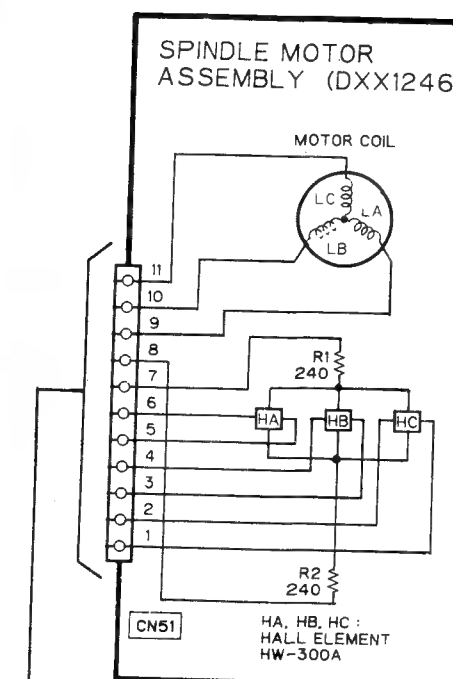 SPINDLE MOTOR
ASSEMBLY (DXX1246
MOTOR COIL
LC
LA
LB
11
10
9
8
7
6
5
4
3
2
1
R1
240
HA
HB
HC
R2
240
CN51
HA, HB, HC :
HALL ELEMENT
HW-300A